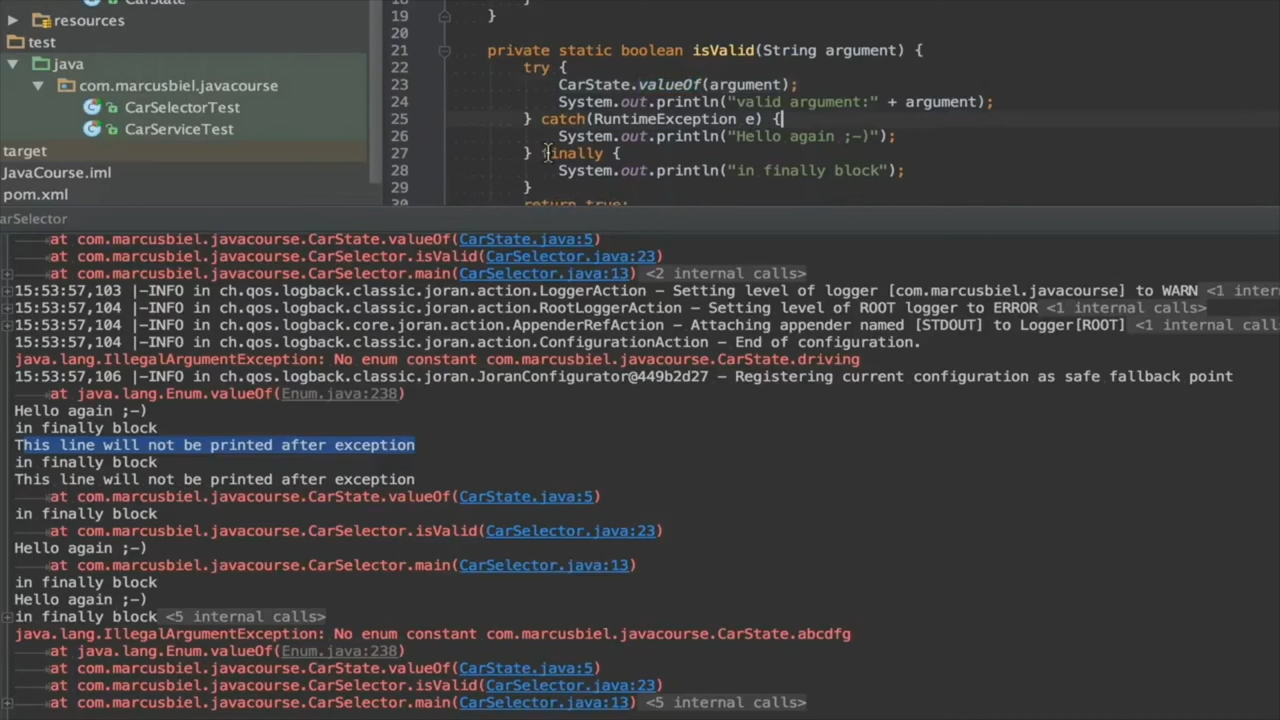 CarState
resources
test
java
com.marcusbiel.javacourse
CarSelectorTest
CarServiceTest
target
JavaCourse.iml
pom.xml
18 }
19 }
20
21 private static boolean isValid(String argument) {
22 try {
23 CarState.valueOf(argument);
24 System.out.println("valid argument:" + argument);
25 } catch(RuntimeException e) {
26 System.out.println("Hello again ;-)");
27 } finally {
28 System.out.println("in finally block");
29 }
30 return true;
arSelector
at com.marcusbiel.javacourse.CarState.valueOf(CarState.java:5)
at com.marcusbiel.javacourse.CarSelector.isValid(CarSelector.java:23)
at com.marcusbiel.javacourse.CarSelector.main(CarSelector.java:13) <2 internal calls>
15:53:57,103 |-INFO in ch.qos.logback.classic.joran.action.LoggerAction - Setting level of logger [com.marcusbiel.javacourse] to WARN <1 intern
15:53:57,104 |-INFO in ch.qos.logback.classic.joran.action.RootLoggerAction - Setting level of ROOT logger to ERROR <1 internal calls>
15:53:57,104 |-INFO in ch.qos.logback.core.joran.action.AppenderRefAction - Attaching appender named [STDOUT] to Logger[ROOT] <1 internal call
15:53:57,104 |-INFO in ch.qos.logback.classic.joran.action.ConfigurationAction - End of configuration.
java.lang.IllegalArgumentException: No enum constant com.marcusbiel.javacourse.CarState.driving
15:53:57,106 |-INFO in ch.qos.logback.classic.joran.JoranConfigurator@449b2d27 - Registering current configuration as safe fallback point
at java.lang.Enum.valueOf(Enum.java:238)
Hello again ;-)
in finally block
This line will not be printed after exception
in finally block
This line will not be printed after exception
at com.marcusbiel.javacourse.CarState.valueOf(CarState.java:5)
in finally block
at com.marcusbiel.javacourse.CarSelector.isValid(CarSelector.java:23)
Hello again ;-)
at com.marcusbiel.javacourse.CarSelector.main(CarSelector.java:13)
in finally block
Hello again ;-)
in finally block <5 internal calls>
java.lang.IllegalArgumentException: No enum constant com.marcusbiel.javacourse.CarState.abcdfg
at java.lang.Enum.valueOf(Enum.java:238)
at com.marcusbiel.javacourse.CarState.valueOf(CarState.java:5)
at com.marcusbiel.javacourse.CarSelector.isValid(CarSelector.java:23)
at com.marcusbiel.javacourse.CarSelector.main(CarSelector.java:13) <5 internal calls>